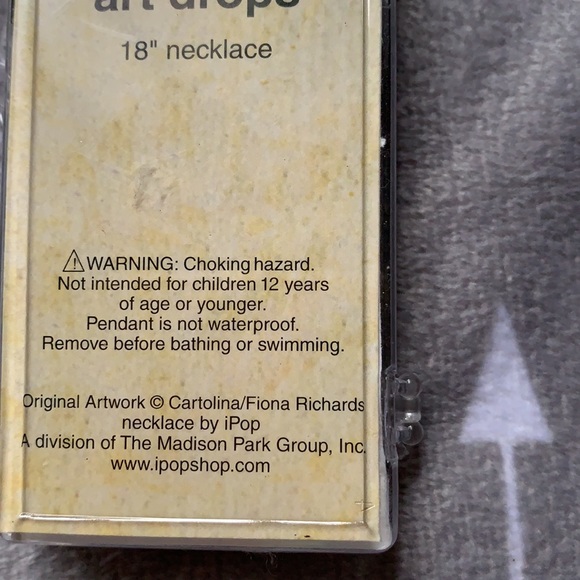 art drops
18" necklace
⚠WARNING: Choking hazard.
Not intended for children 12 years
of age or younger.
Pendant is not waterproof.
Remove before bathing or swimming.
Original Artwork © Cartolina/Fiona Richards
necklace by iPop
A division of The Madison Park Group, Inc.
www.ipopshop.com